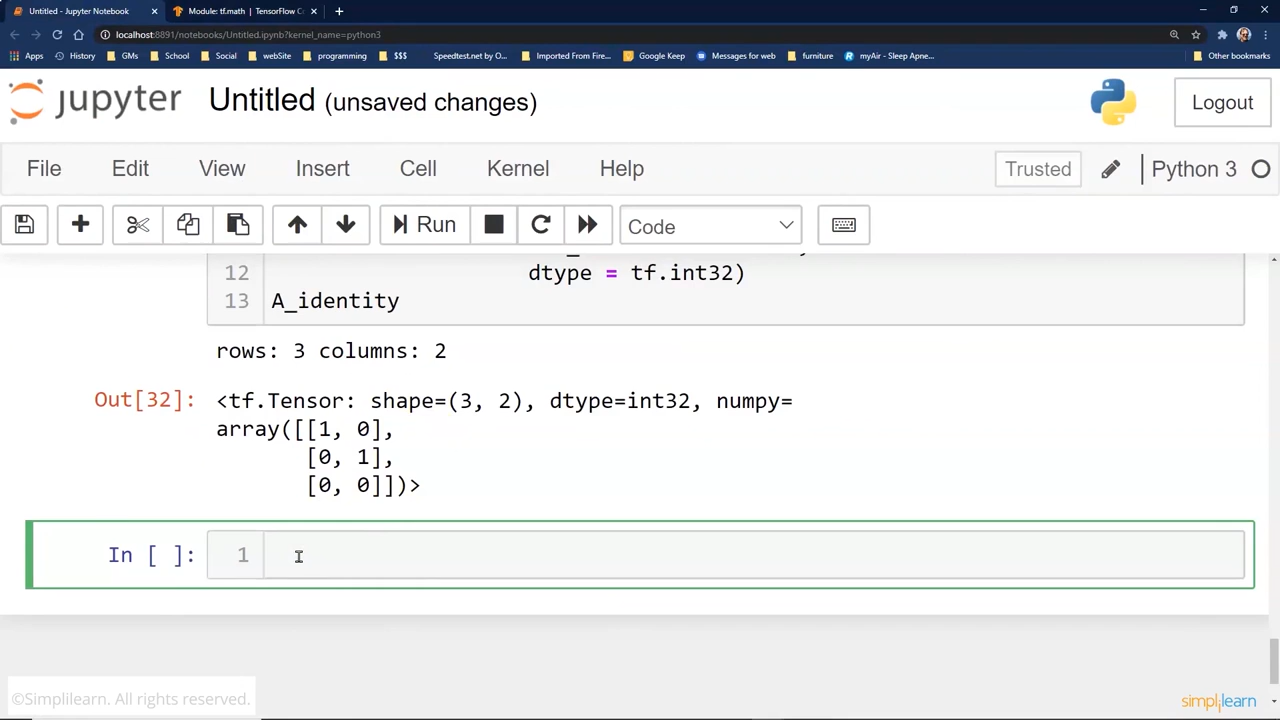 Untitled - Jupyter Notebook
Module: tf.math | TensorFlow C
localhost:8891/notebooks/Untitled.ipynb?kernel_name=python3
Apps
History
GMs
School
Social
webSite
programming
$$$
Speedtest.net by O...
Imported From Fire...
Google Keep
Messages for web
furniture
myAir - Sleep Apne...
Other bookmarks
jupyter
Untitled (unsaved changes)
Logout
File
Edit
View
Insert
Cell
Kernel
Help
Trusted
Python 3
Run
Code
12 dtype = tf.int32)
13 A_identity
rows: 3 columns: 2
Out[32]: <tf.Tensor: shape=(3, 2), dtype=int32, numpy=
array([[1, 0],
[0, 1],
[0, 0]])>
In [ ]: 1
©Simplilearn. All rights reserved.
simplilearn